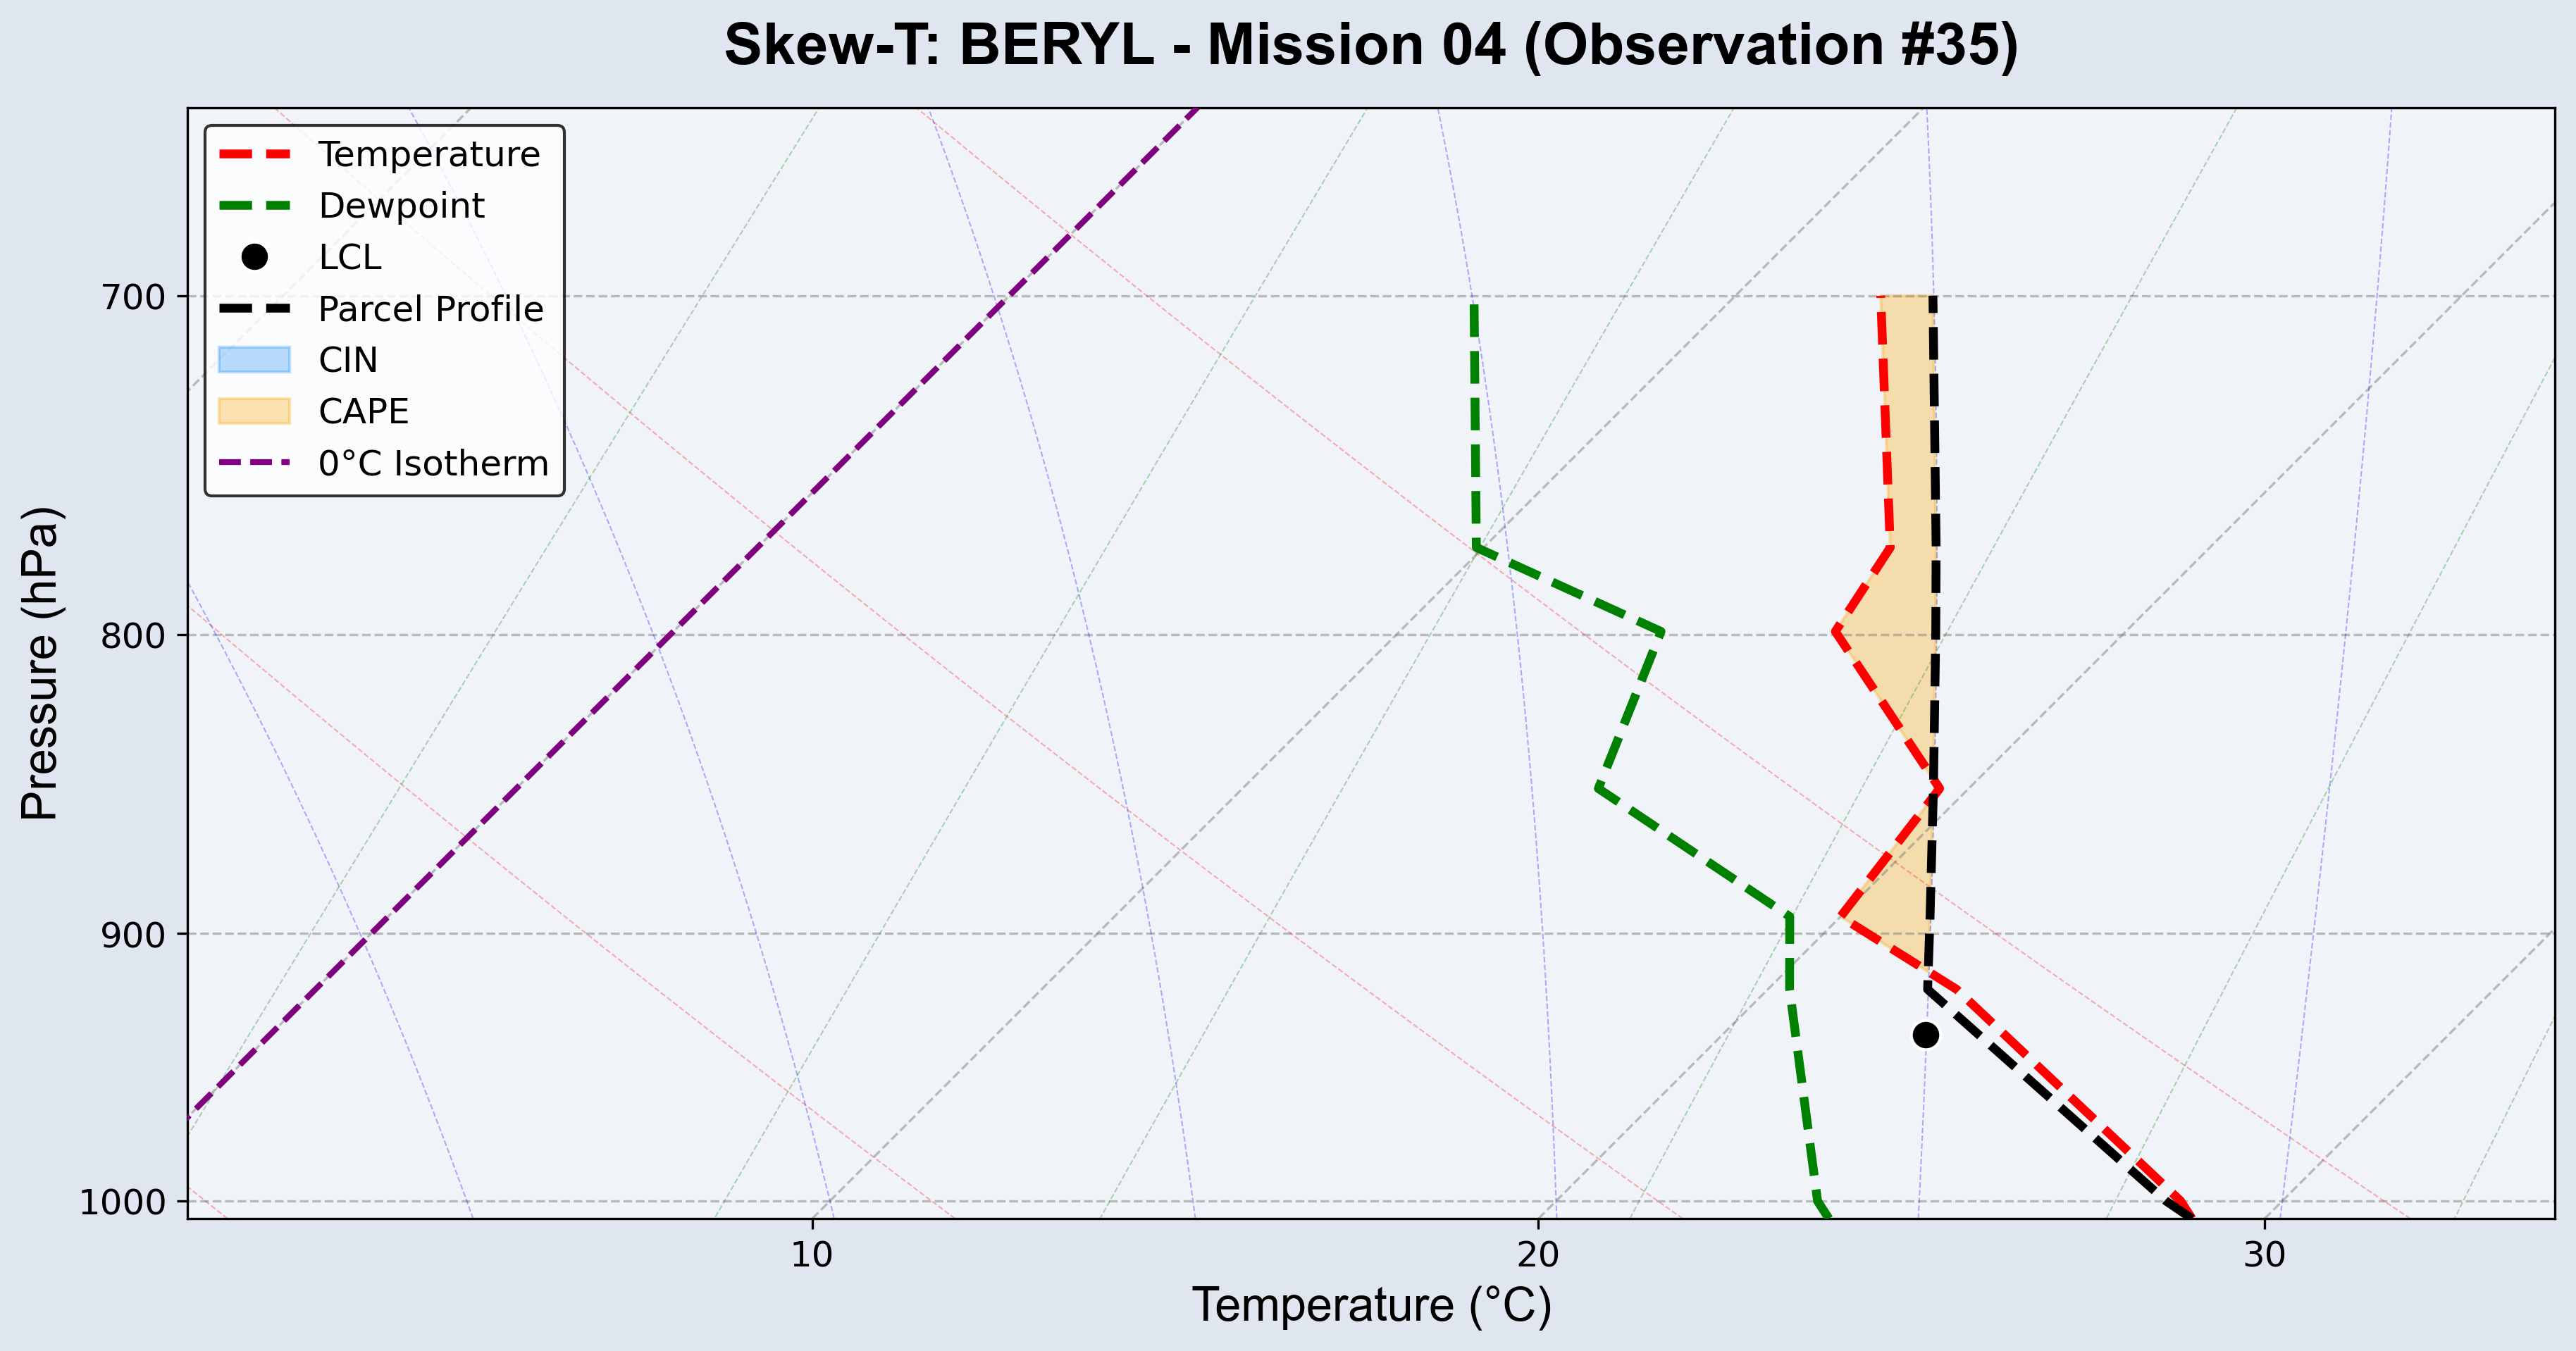 Skew-T: BERYL - Mission 04 (Observation #35)
Temperature
Dewpoint
LCL
Parcel Profile
CIN
CAPE
0°C Isotherm
Pressure (hPa)
700
800
900
1000
10
20
30
Temperature (°C)